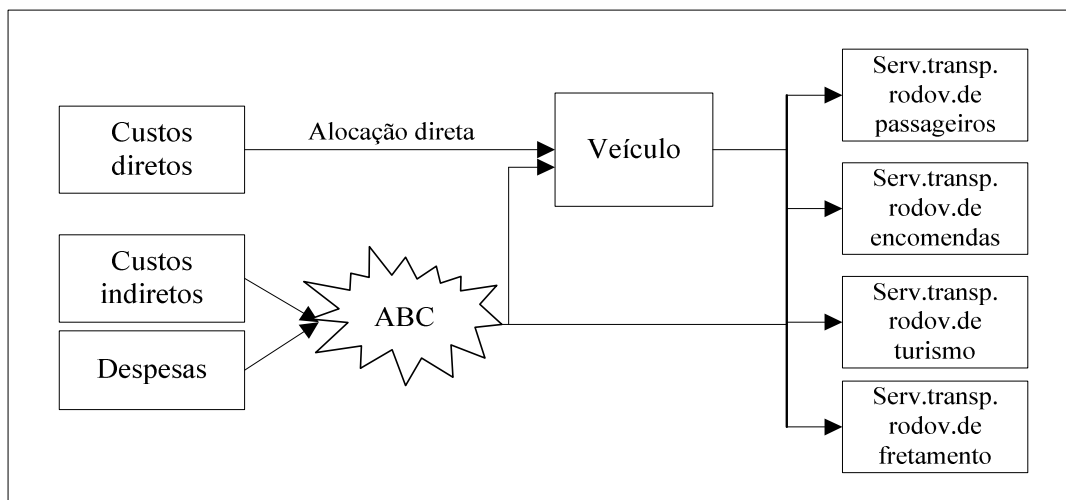 Custos
diretos
Alocação direta
Veículo
Custos
indiretos
Despesas
ABC
Serv.transp.
rodov.de
passageiros
Serv.transp.
rodov.de
encomendas
Serv.transp.
rodov.de
turismo
Serv.transp.
rodov.de
fretamento